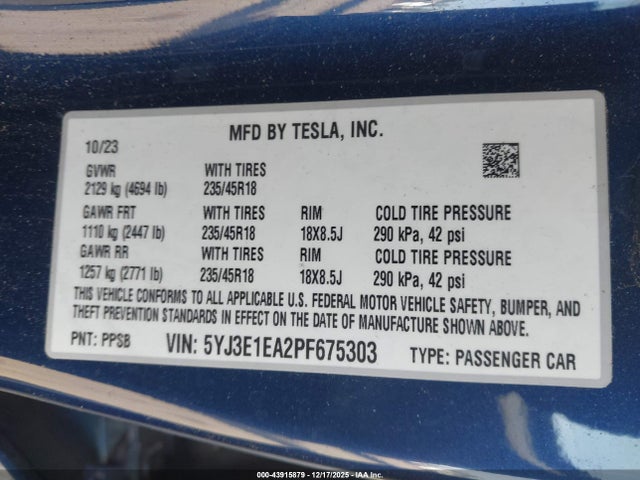 MFD BY TESLA, INC.
10/23
GVWR WITH TIRES
2129 kg (4694 lb) 235/45R18
GAWR FRT WITH TIRES RIM COLD TIRE PRESSURE
1110 kg (2447 lb) 235/45R18 18X8.5J 290 kPa, 42 psi
GAWR RR WITH TIRES RIM COLD TIRE PRESSURE
1257 kg (2771 lb) 235/45R18 18X8.5J 290 kPa, 42 psi
THIS VEHICLE CONFORMS TO ALL APPLICABLE U.S. FEDERAL MOTOR VEHICLE SAFETY, BUMPER, AND
THEFT PREVENTION STANDARDS IN EFFECT ON THE DATE OF MANUFACTURE SHOWN ABOVE.
PNT: PPSB VIN: 5YJ3E1EA2PF675303 TYPE: PASSENGER CAR
000-43915879 - 12/17/2025 - IAAI.COM